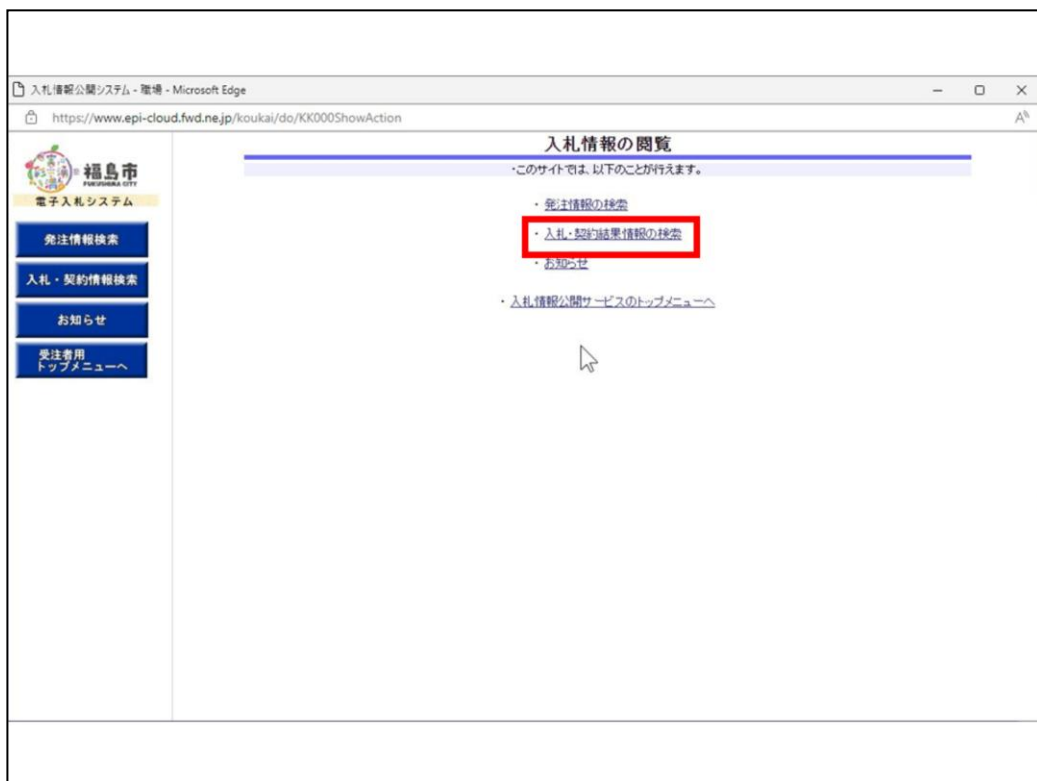 入札情報公開システム - 職場 - Microsoft Edge
https://www.epi-cloud.fwd.ne.jp/koukai/do/KK000ShowAction
福島市
FUKUSHIMA CITY
電子入札システム
発注情報検索
入札・契約情報検索
お知らせ
受注者用
トップメニューへ
入札情報の閲覧
・このサイトでは、以下のことが行えます。
・発注情報の検索
・入札・契約結果情報の検索
・お知らせ
・入札情報公開サービスのトップメニューへ